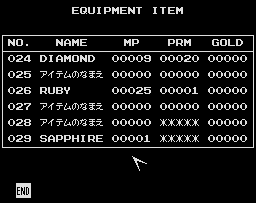 EQUIPMENT ITEM
NO. NAME MP PRM GOLD
024 DIAMOND 00009 00020 00000
025 アイテムのなまえ 00000 00000 00000
026 RUBY 00025 00001 00000
027 アイテムのなまえ 00000 00000 00000
028 アイテムのなまえ 00000 ***** 00000
029 SAPPHIRE 00001 ***** 00000
END